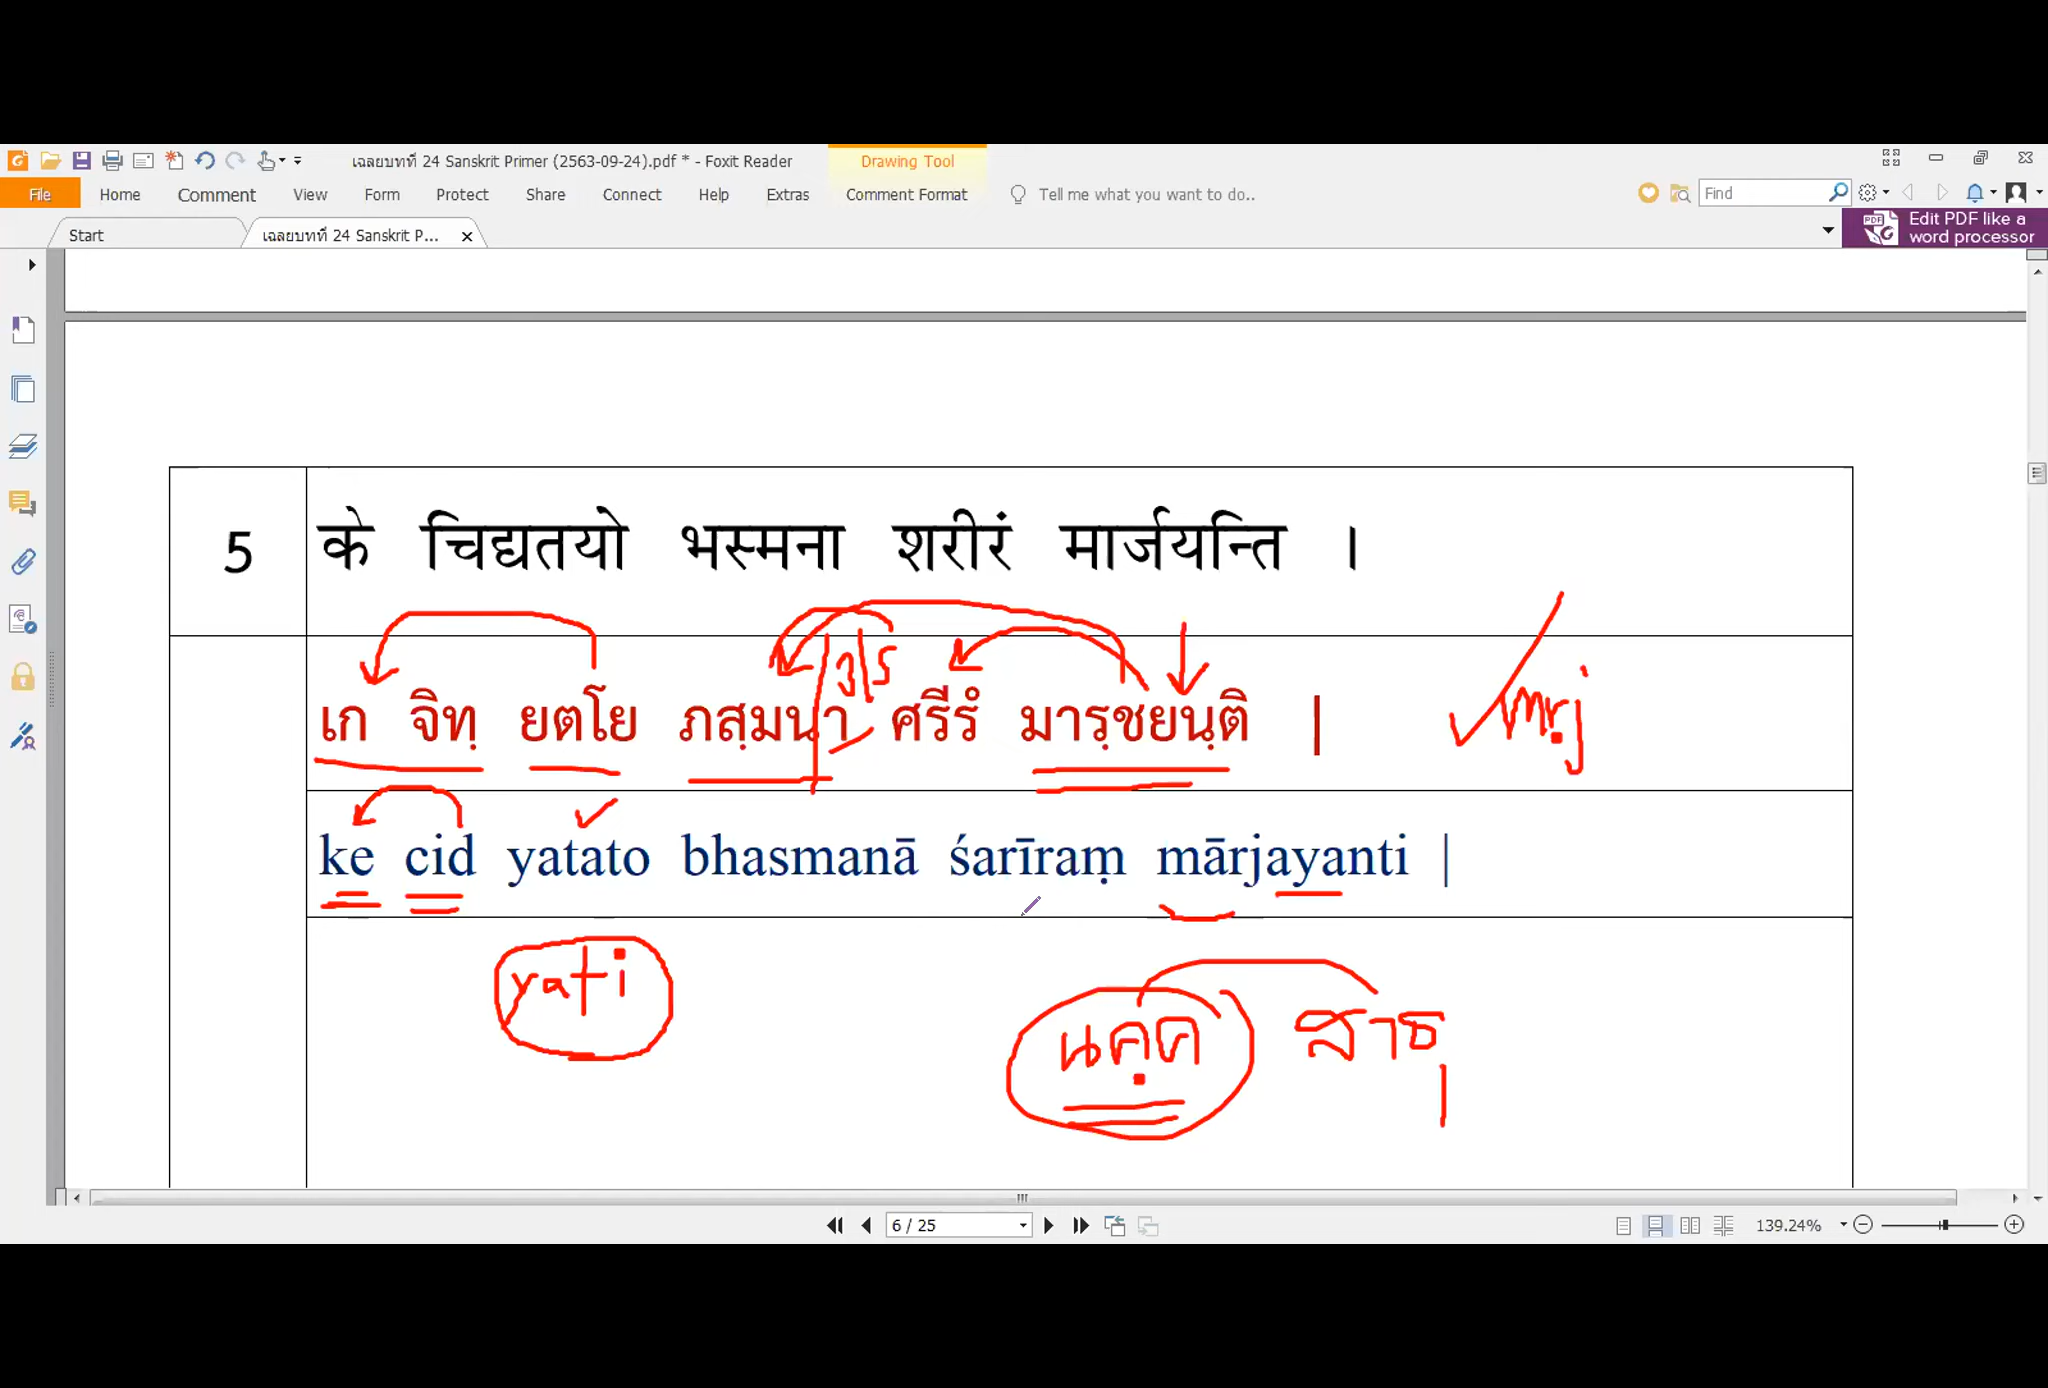 เฉลยบทที่ 24 Sanskrit Primer (2563-09-24).pdf * - Foxit Reader
Drawing Tool
File Home Comment View Form Protect Share Connect Help Extras Comment Format Tell me what you want to do.. Find
Start เฉลยบทที่ 24 Sanskrit P...
Edit PDF like a
word processor
5 के चिद्यतयो भस्मना शरीरं मार्जयन्ति ।
เก จิทฺ ยตโย ภสฺมนา ศรีรํ มารฺชยนฺติ |
mṛj
ke cid yatato bhasmanā śarīraṃ mārjayanti |
yati
นคฺค
6 / 25
139.24%